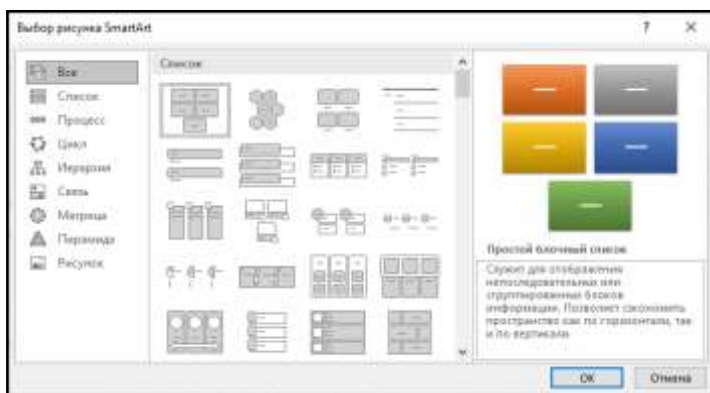 Выбор рисунка SmartArt
? ×
Все
Список
Процесс
Цикл
Иерархия
Связь
Матрица
Пирамида
Рисунок
Список
Простой блочный список
Служит для отображения
непоследовательных или
сгруппированных блоков
информации. Позволяет сэкономить
пространство как по горизонтали, так
и по вертикали.
ОК
Отмена